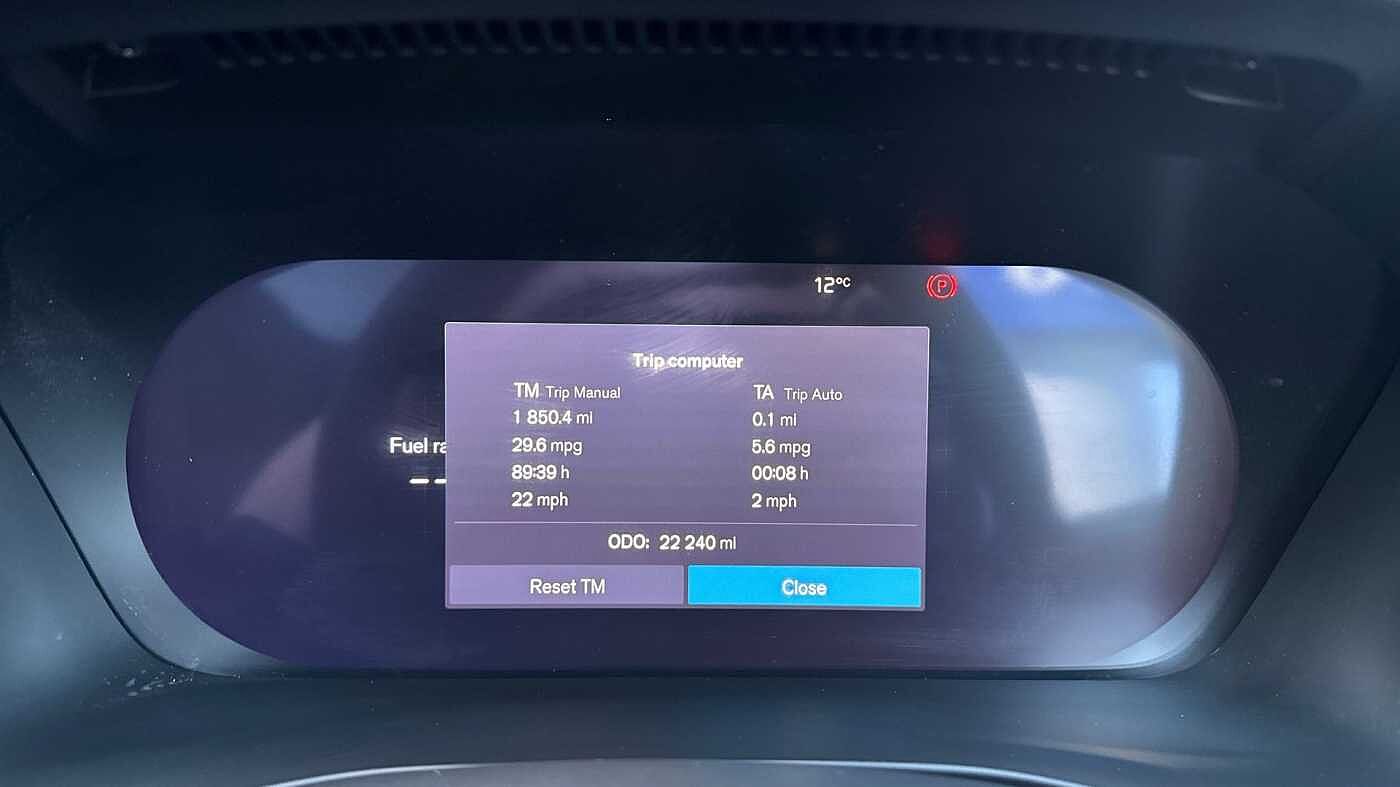 12°C
P
Trip computer
TM Trip Manual
TA Trip Auto
1 850.4 mi
0.1 mi
29.6 mpg
5.6 mpg
Fuel ra
89:39 h
00:08 h
22 mph
2 mph
ODO: 22 240 mi
Reset TM
Close